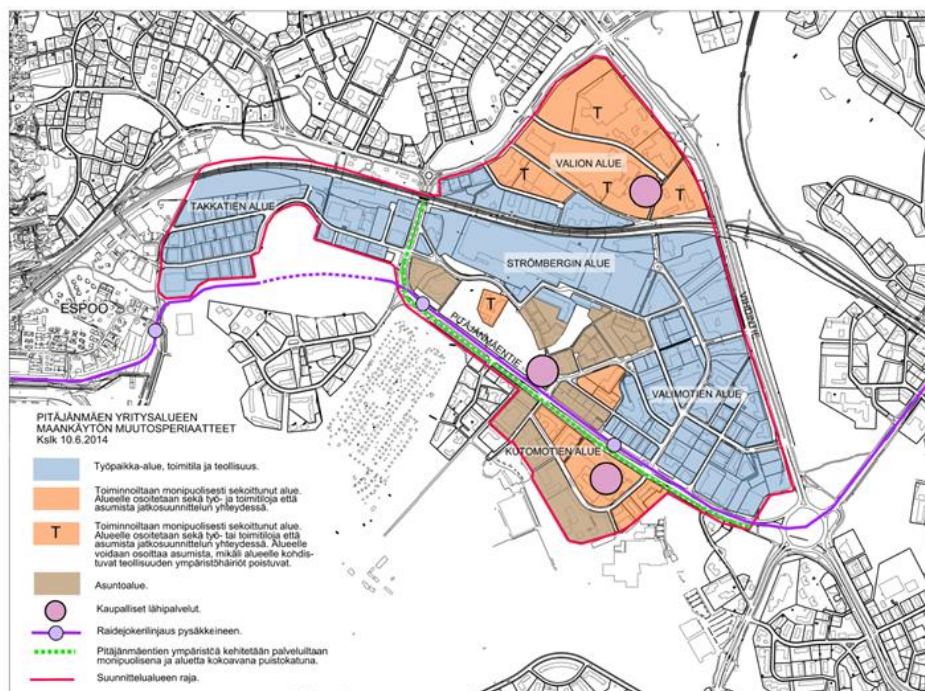 VALION ALUE
T
T
T
T
TAKKATIEN ALUE
STRÖMBERGIN ALUE
ESPOO
T
PITÄJÄNMÄENTIE
VIHDINTIE
VALIMOTIEN ALUE
KUTOMOTIEN ALUE
PITÄJÄNMÄEN YRITYSALUEEN
MAANKÄYTÖN MUUTOSPERIAATTEET
Kslk 10.6.2014
Työpaikka-alue, toimitila ja teollisuus.
Toiminnoiltaan monipuolisesti sekoittunut alue.
Alueelle osoitetaan sekä työ- ja toimitiloja että
asumista jatkosuunnittelun yhteydessä.
T
Toiminnoiltaan monipuolisesti sekoittunut alue.
Alueelle osoitetaan sekä työ- tai toimitiloja että
asumista jatkosuunnittelun yhteydessä. Alueelle
voidaan osoittaa asumista, mikäli alueelle kohdis-
tuvat teollisuuden ympäristöhäiriöt poistuvat.
Asuntoalue.
Kaupalliset lähipalvelut.
Raidejokerilinjaus pysäkkeineen.
Pitäjänmäentien ympäristöä kehitetään palveluiltaan
monipuolisena ja aluetta kokoavana puistokatuna.
Suunnittelualueen raja.